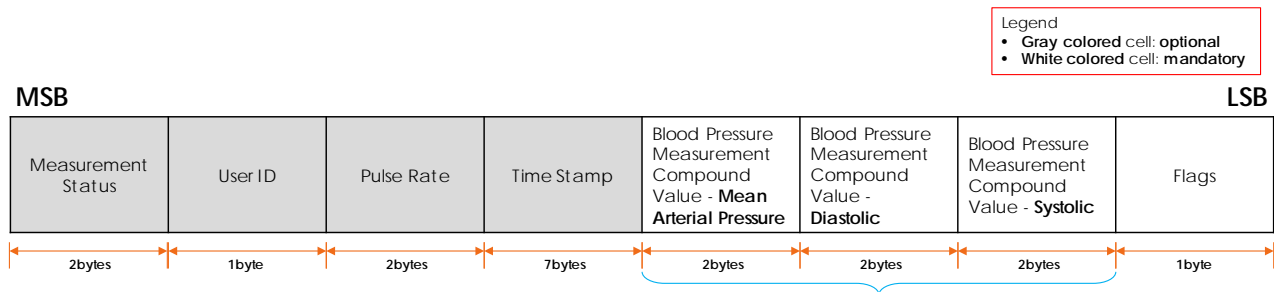 Legend
• Gray colored cell: optional
• White colored cell: mandatory
MSB
LSB
Measurement
Status
User ID
Pulse Rate
Time Stamp
Blood Pressure
Measurement
Compound
Value - Mean
Arterial Pressure
Blood Pressure
Measurement
Compound
Value -
Diastolic
Blood Pressure
Measurement
Compound
Value - Systolic
Flags
2bytes
1byte
2bytes
7bytes
2bytes
2bytes
2bytes
1byte